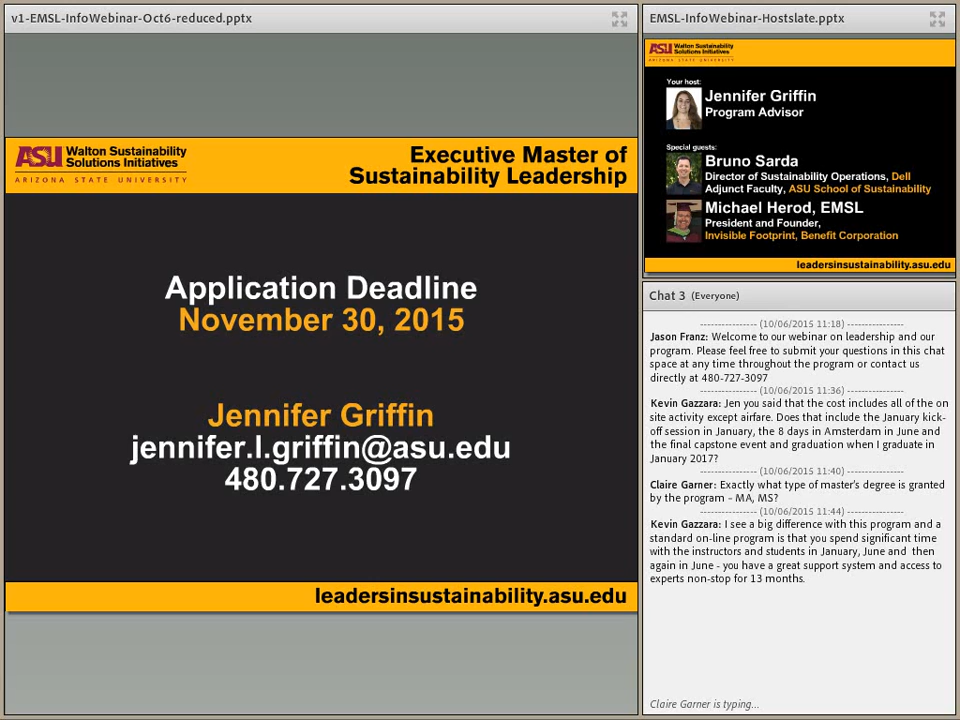 v1-EMSL-InfoWebinar-Oct6-reduced.pptx
ASU Walton Sustainability
Solutions Initiatives
ARIZONA STATE UNIVERSITY
Executive Master of
Sustainability Leadership
Application Deadline
November 30, 2015
Jennifer Griffin
jennifer.l.griffin@asu.edu
480.727.3097
leadersinsustainability.asu.edu
EMSL-InfoWebinar-Hostslate.pptx
ASU Walton Sustainability
Solutions Initiatives
ARIZONA STATE UNIVERSITY
Your host:
Jennifer Griffin
Program Advisor
Special guests:
Bruno Sarda
Director of Sustainability Operations, Dell
Adjunct Faculty, ASU School of Sustainability
Michael Herod, EMSL
President and Founder,
Invisible Footprint, Benefit Corporation
leadersinsustainability.asu.edu
Chat 3 (Everyone)
---------------- (10/06/2015 11:18) ----------------
Jason Franz: Welcome to our webinar on leadership and our
program. Please feel free to submit your questions in this chat
space at any time throughout the program or contact us
directly at 480-727-3097
---------------- (10/06/2015 11:36) ----------------
Kevin Gazzara: Jen you said that the cost includes all of the on
site activity except airfare. Does that include the January kick-
off session in January, the 8 days in Amsterdam in June and
the final capstone event and graduation when I graduate in
January 2017?
---------------- (10/06/2015 11:40) ----------------
Claire Garner: Exactly what type of master's degree is granted
by the program - MA, MS?
---------------- (10/06/2015 11:44) ----------------
Kevin Gazzara: I see a big difference with this program and a
standard on-line program is that you spend significant time
with the instructors and students in January, June and then
again in June - you have a great support system and access to
experts non-stop for 13 months.
Claire Garner is typing...